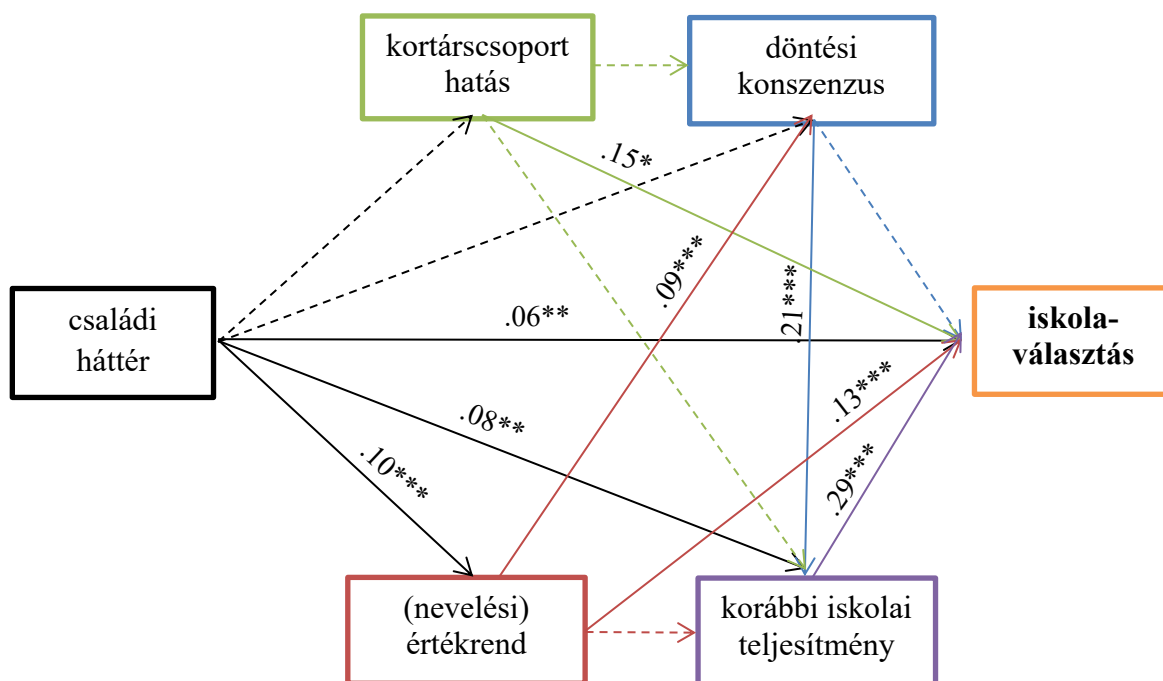 kortárscsoport
hatás
döntési
konszenzus
.15*
.09***
.21***
családi
háttér
.06**
iskola-
választás
.13***
.08**
.10***
.29***
(nevelési)
értékrend
korábbi iskolai
teljesítmény